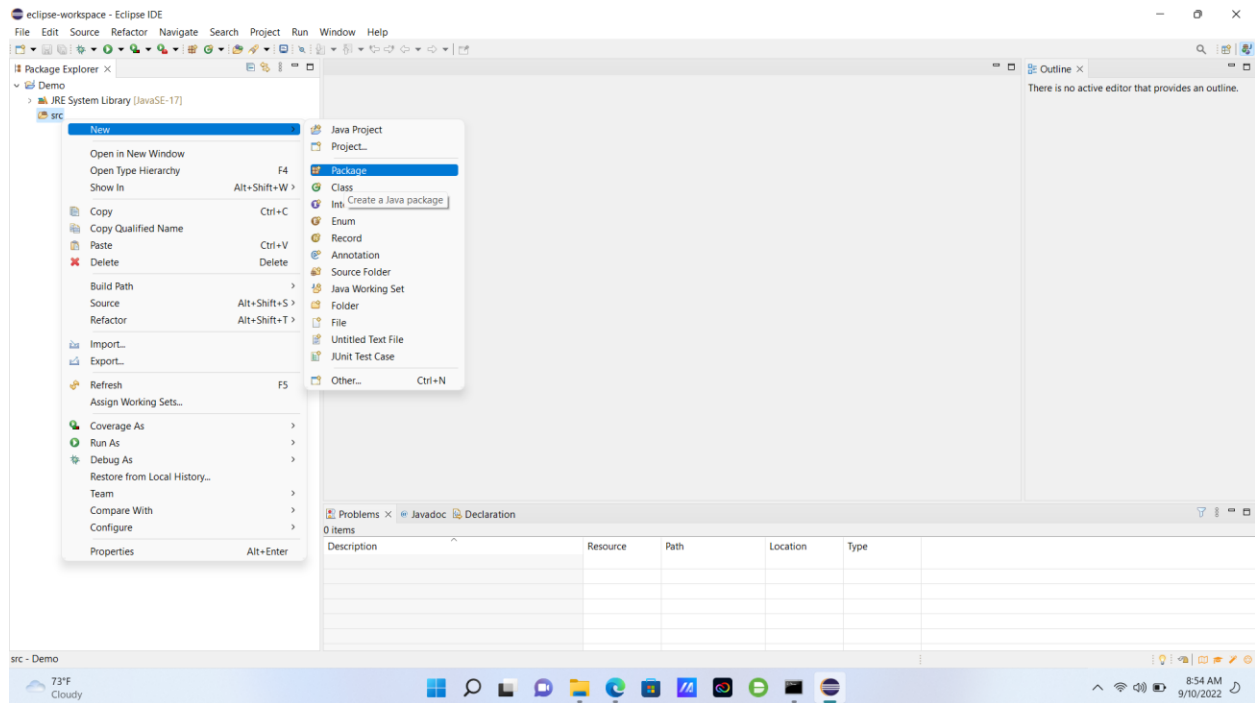 eclipse-workspace - Eclipse IDE
File Edit Source Refactor Navigate Search Project Run Window Help
Package Explorer
Outline
Demo
There is no active editor that provides an outline.
JRE System Library [JavaSE-17]
src
New
Java Project
Project...
Open in New Window
Open Type Hierarchy F4
Package
Show In Alt+Shift+W
Class
Create a Java package
Copy Ctrl+C
Enum
Copy Qualified Name
Record
Paste Ctrl+V
Annotation
Delete Delete
Source Folder
Build Path
Java Working Set
Source Alt+Shift+S
Folder
Refactor Alt+Shift+T
File
Untitled Text File
Import...
JUnit Test Case
Export...
Other... Ctrl+N
Refresh F5
Assign Working Sets...
Coverage As
Run As
Debug As
Restore from Local History...
Team
Compare With
Configure
Properties Alt+Enter
Problems Javadoc Declaration
0 items
Description Resource Path Location Type
src - Demo
73°F
Cloudy
8:54 AM
9/10/2022